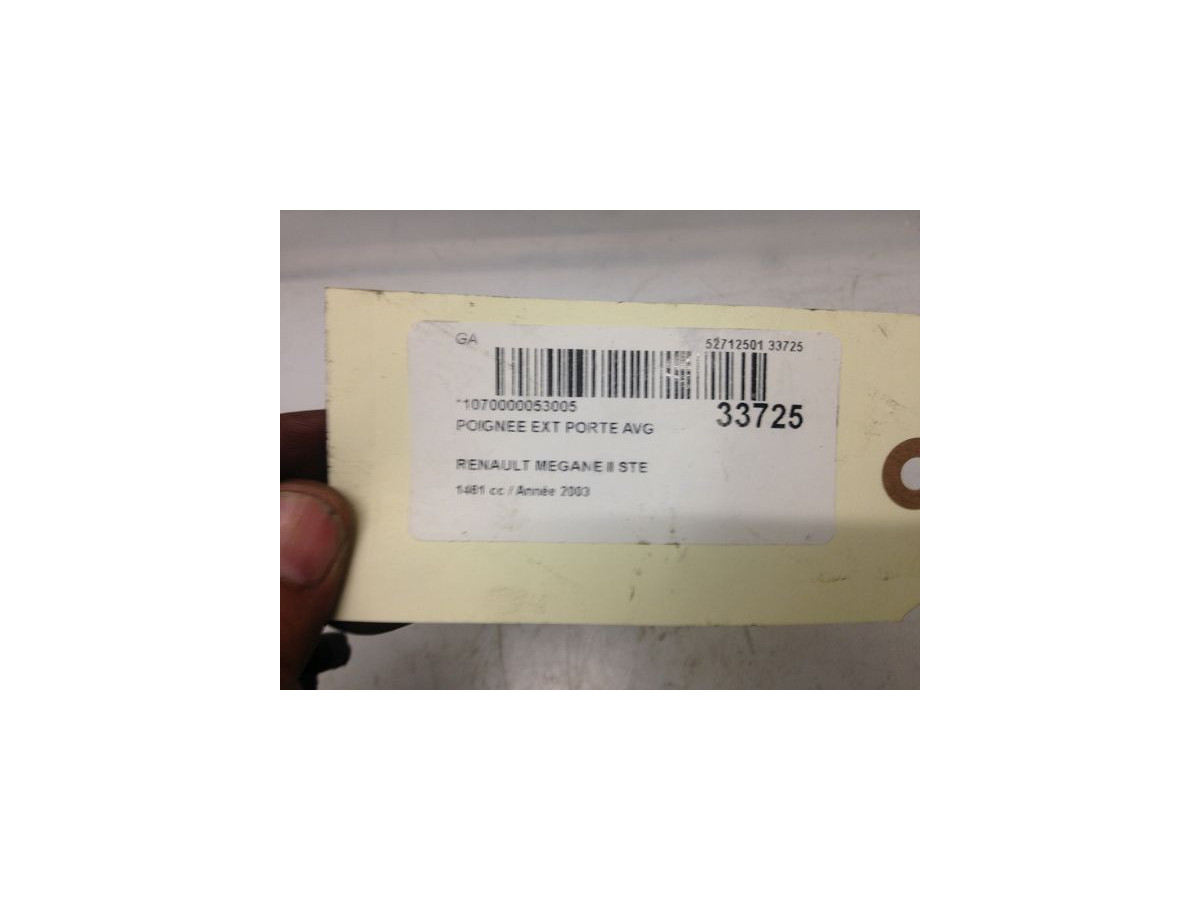 GA
52712501 33725
*1070000053005
33725
POIGNEE EXT PORTE AVG
RENAULT MEGANE II STE
1461 cc // Année 2003